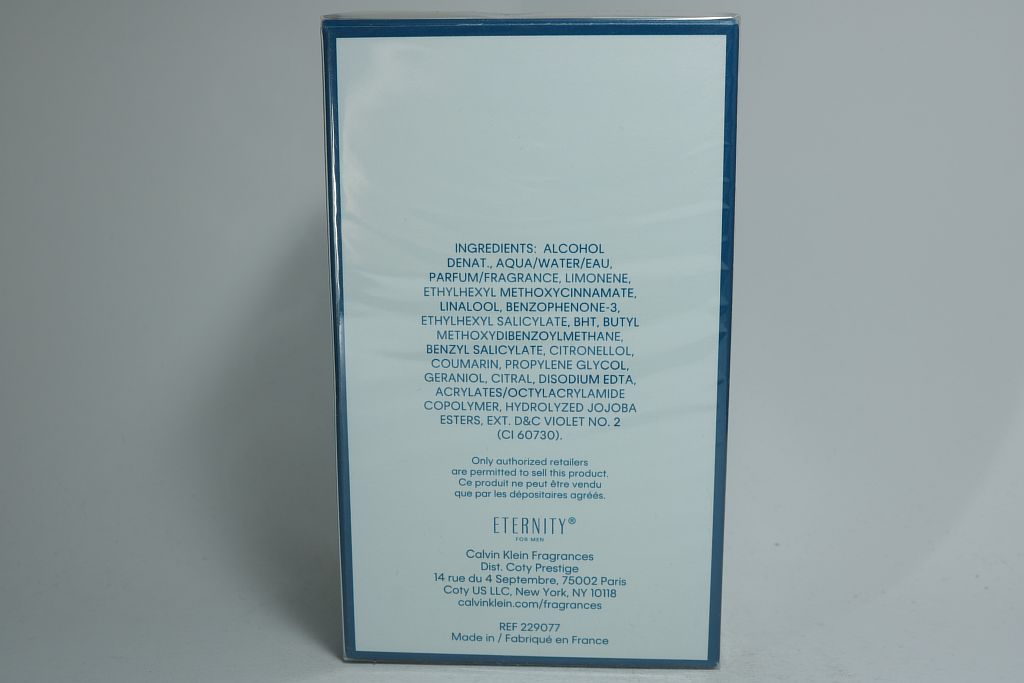 INGREDIENTS: ALCOHOL
DENAT., AQUA/WATER/EAU,
PARFUM/FRAGRANCE, LIMONENE,
ETHYLHEXYL METHOXYCINNAMATE,
LINALOOL, BENZOPHENONE-3,
ETHYLHEXYL SALICYLATE, BHT, BUTYL
METHOXYDIBENZOYLMETHANE,
BENZYL SALICYLATE, CITRONELLOL,
COUMARIN, PROPYLENE GLYCOL,
GERANIOL, CITRAL, DISODIUM EDTA,
ACRYLATES/OCTYLACRYLAMIDE
COPOLYMER, HYDROLYZED JOJOBA
ESTERS, EXT. D&C VIOLET NO. 2
(CI 60730).
Only authorized retailers
are permitted to sell this product.
Ce produit ne peut être vendu
que par les dépositaires agréés.
ETERNITY®
FOR MEN
Calvin Klein Fragrances
Dist. Coty Prestige
14 rue du 4 Septembre, 75002 Paris
Coty US LLC, New York, NY 10118
calvinklein.com/fragrances
REF 229077
Made in / Fabriqué en France